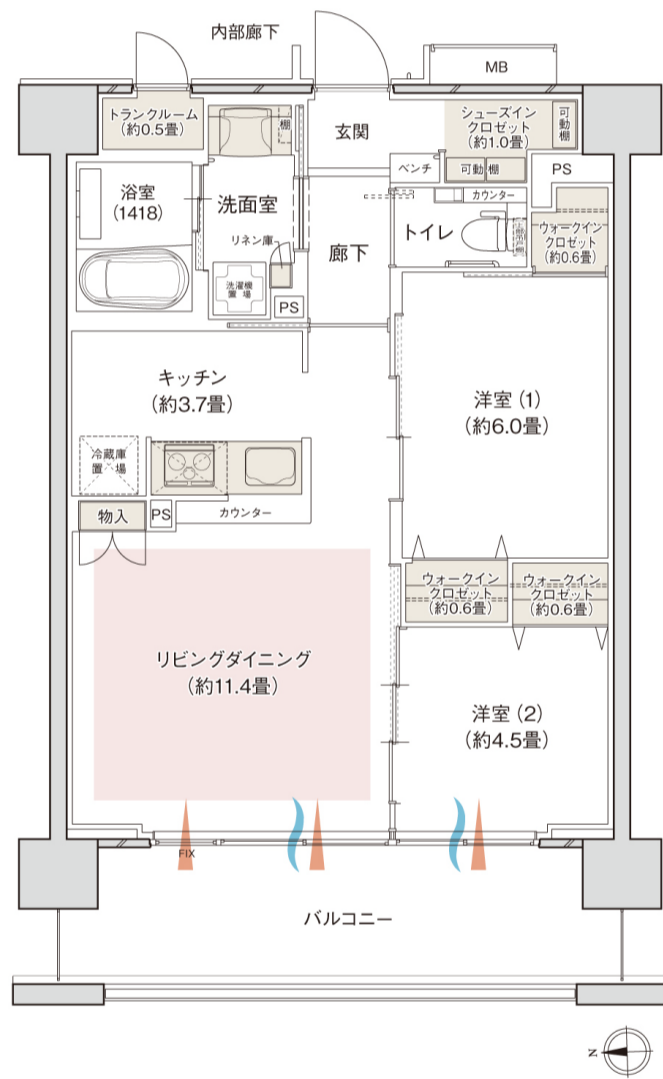 内部廊下
MB
トランクルーム
(約0.5畳)
棚
玄関
シューズイン
クロゼット
(約1.0畳)
可動棚
ベンチ
可動棚
PS
浴室
(1418)
洗面室
カウンター
トイレ
ウォークイン
クロゼット
(約0.6畳)
リネン庫
廊下
洗濯機
置場
PS
キッチン
(約3.7畳)
洋室(1)
(約6.0畳)
冷蔵庫
置場
物入
PS
カウンター
ウォークイン
クロゼット
(約0.6畳)
ウォークイン
クロゼット
(約0.6畳)
リビングダイニング
(約11.4畳)
洋室(2)
(約4.5畳)
FIX
バルコニー
N